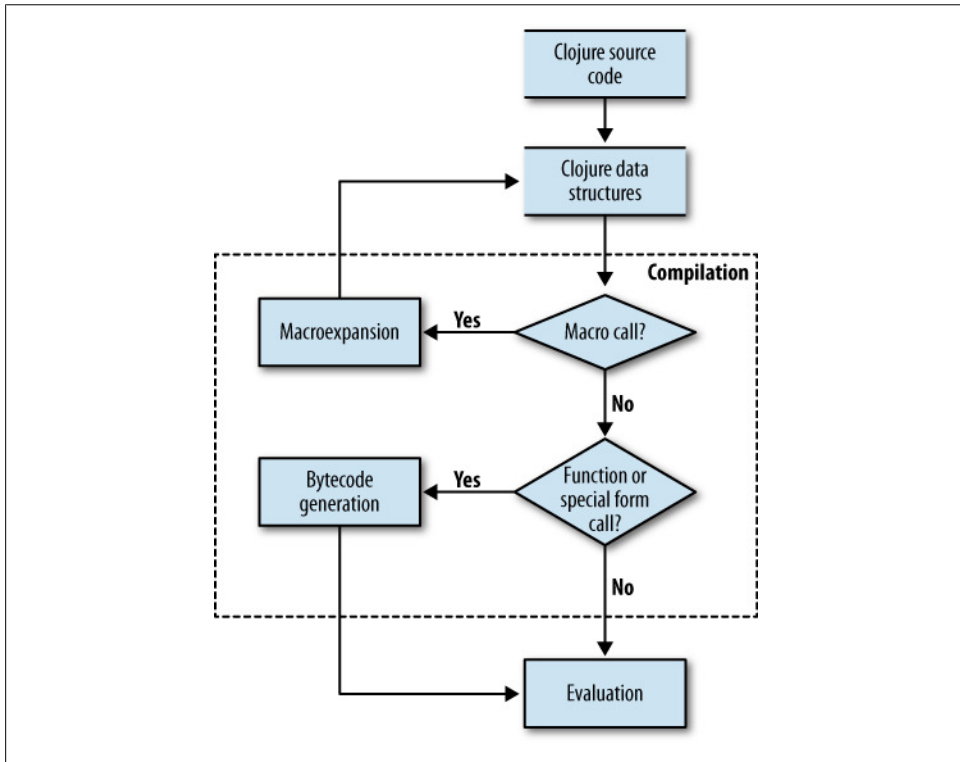 Clojure source
code
Clojure data
structures
Compilation
Macroexpansion
Yes
Macro call?
No
Bytecode
generation
Yes
Function or
special form
call?
No
Evaluation